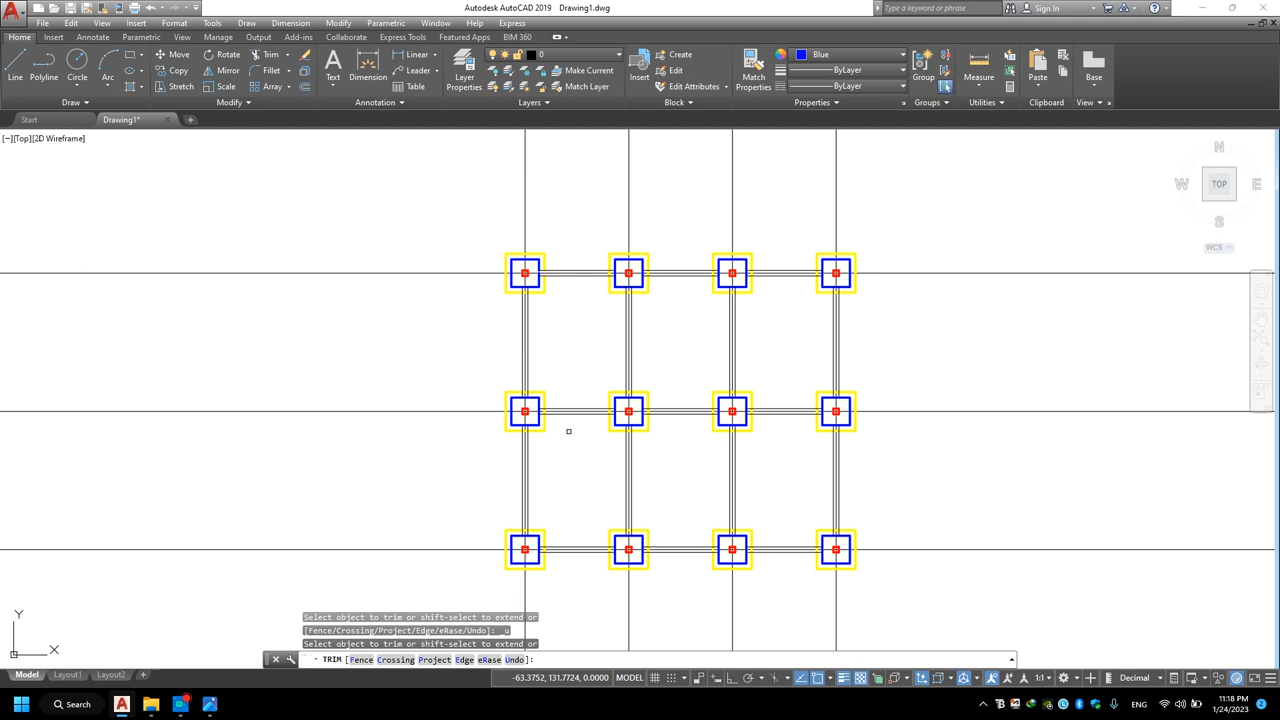 Autodesk AutoCAD 2019 Drawing1.dwg
Type a keyword or phrase
Sign In
File Edit View Insert Format Tools Draw Dimension Modify Parametric Window Help Express
Home Insert Annotate Parametric View Manage Output Add-ins Collaborate Express Tools Featured Apps BIM 360
Line
Polyline
Circle
Arc
Move
Copy
Stretch
Rotate
Mirror
Scale
Trim
Fillet
Array
Text
Dimension
Linear
Leader
Table
Layer
Properties
0
Make Current
Match Layer
Insert
Create
Edit
Edit Attributes
Match
Properties
Blue
ByLayer
ByLayer
Group
Measure
Paste
Base
Draw Modify Annotation Layers Block Properties Groups Utilities Clipboard View
Start Drawing1*
[−][Top][2D Wireframe]
N
W
TOP
E
S
WCS
Y
X
Select object to trim or shift-select to extend or
[Fence/Crossing/Project/Edge/eRase/Undo]: _u
Select object to trim or shift-select to extend or
TRIM [Fence Crossing Project Edge eRase Undo]:
Model Layout1 Layout2
-63.3752, 131.7724, 0.0000 MODEL
1:1
Decimal
Search
ENG
11:18 PM
1/24/2023